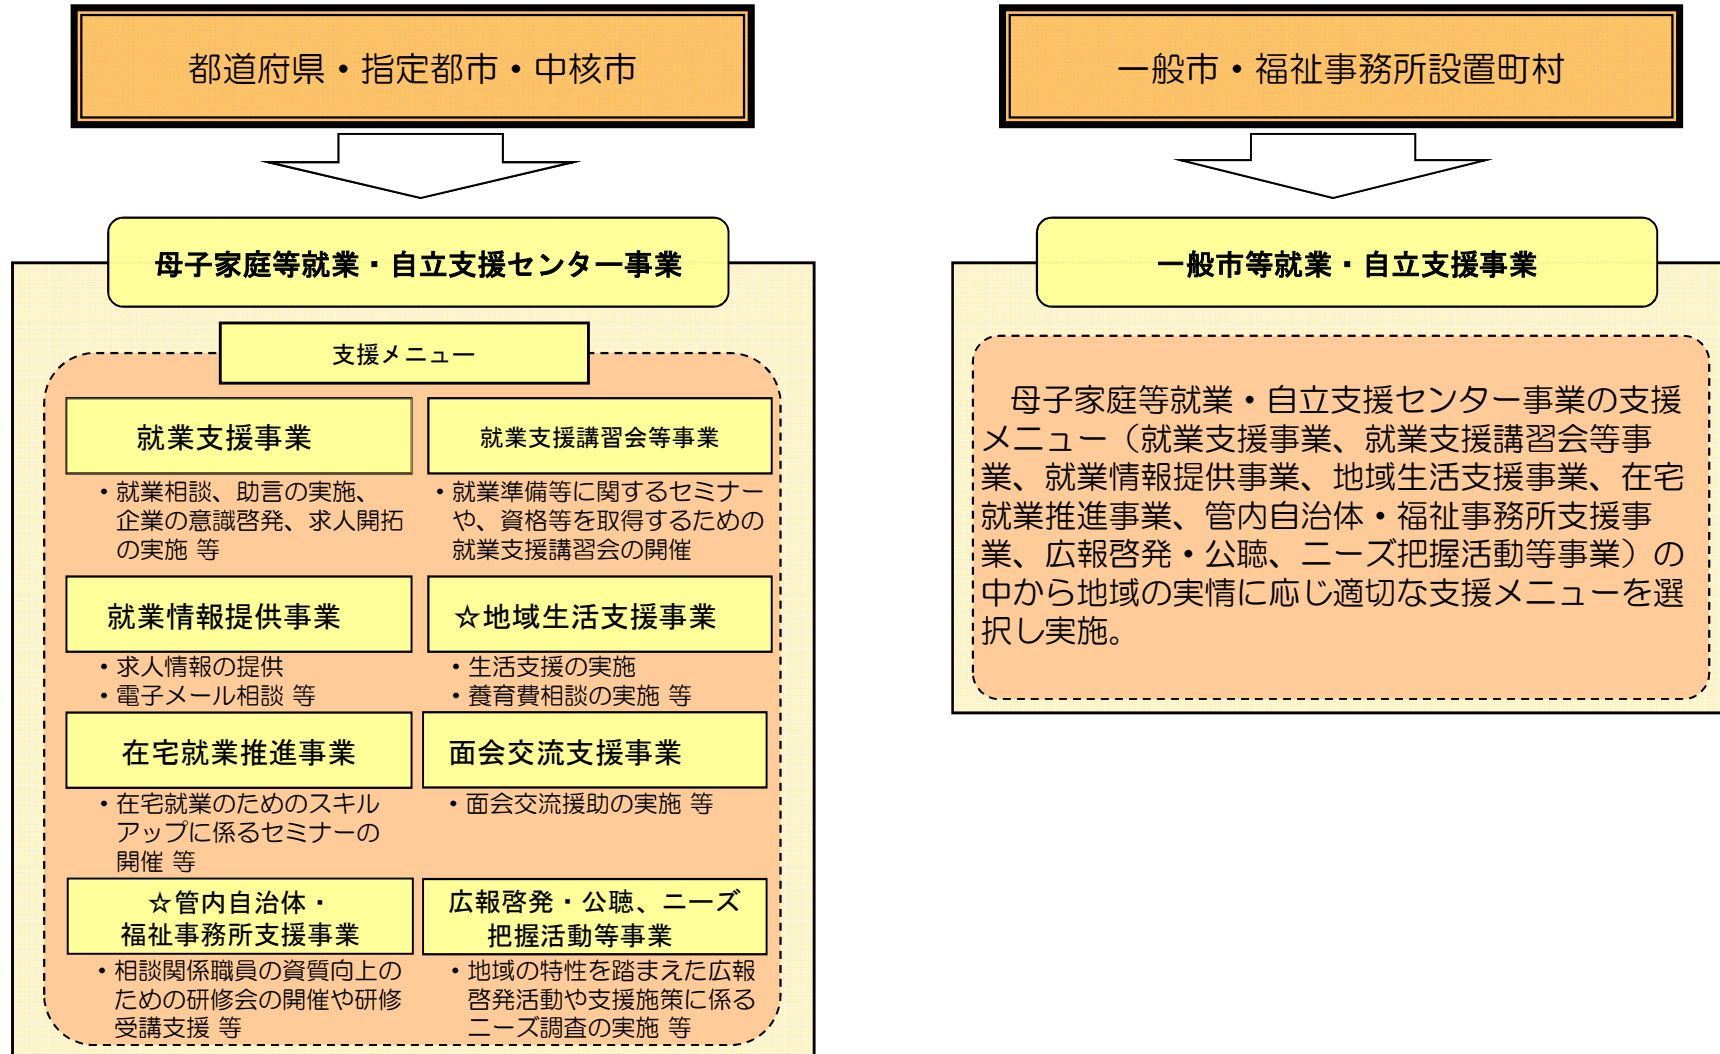 都道府県・指定都市・中核市
母子家庭等就業・自立支援センター事業
支援メニュー
就業支援事業
・就業相談、助言の実施、
企業の意識啓発、求人開拓
の実施 等
就業支援講習会等事業
・就業準備等に関するセミナー
や、資格等を取得するための
就業支援講習会の開催
就業情報提供事業
・求人情報の提供
・電子メール相談 等
☆地域生活支援事業
・生活支援の実施
・養育費相談の実施 等
在宅就業推進事業
・在宅就業のためのスキル
アップに係るセミナーの
開催 等
面会交流支援事業
・面会交流援助の実施 等
☆管内自治体・
福祉事務所支援事業
・相談関係職員の資質向上の
ための研修会の開催や研修
受講支援 等
広報啓発・公聴、ニーズ
把握活動等事業
・地域の特性を踏まえた広報
啓発活動や支援施策に係る
ニーズ調査の実施 等
一般市・福祉事務所設置町村
一般市等就業・自立支援事業
母子家庭等就業・自立支援センター事業の支援
メニュー（就業支援事業、就業支援講習会等事
業、就業情報提供事業、地域生活支援事業、在宅
就業推進事業、管内自治体・福祉事務所支援事
業、広報啓発・公聴、ニーズ把握活動等事業）の
中から地域の実情に応じ適切な支援メニューを選
択し実施。